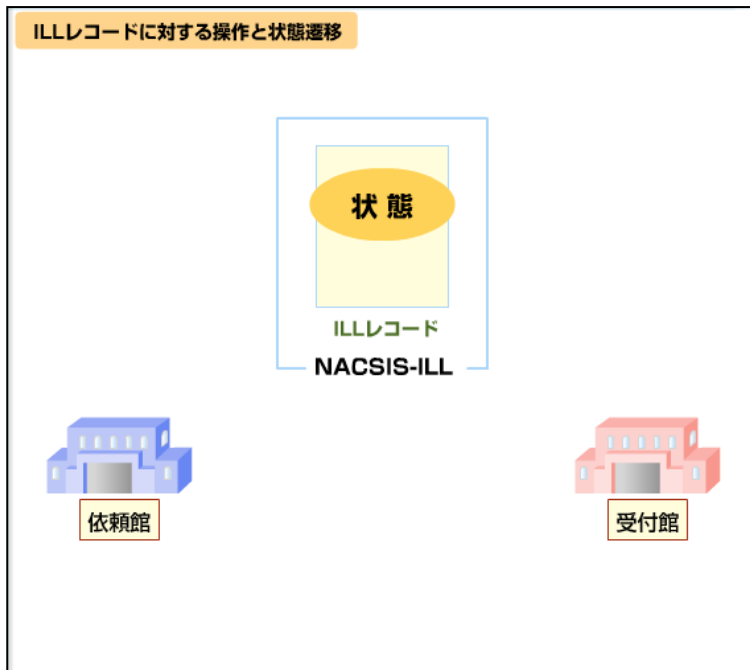 ILLレコードに対する操作と状態遷移
状 態
ILLレコード
NACSIS-ILL
依頼館
受付館